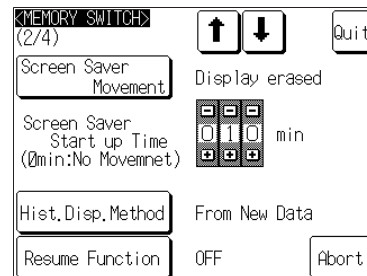 <MEMORY SWITCH>
(2/4)
Quit
Screen Saver
Movement
Display erased
Screen Saver
Start up Time
(0min:No Movemnet)
010 min
Hist.Disp.Method
From New Data
Resume Function
OFF
Abort